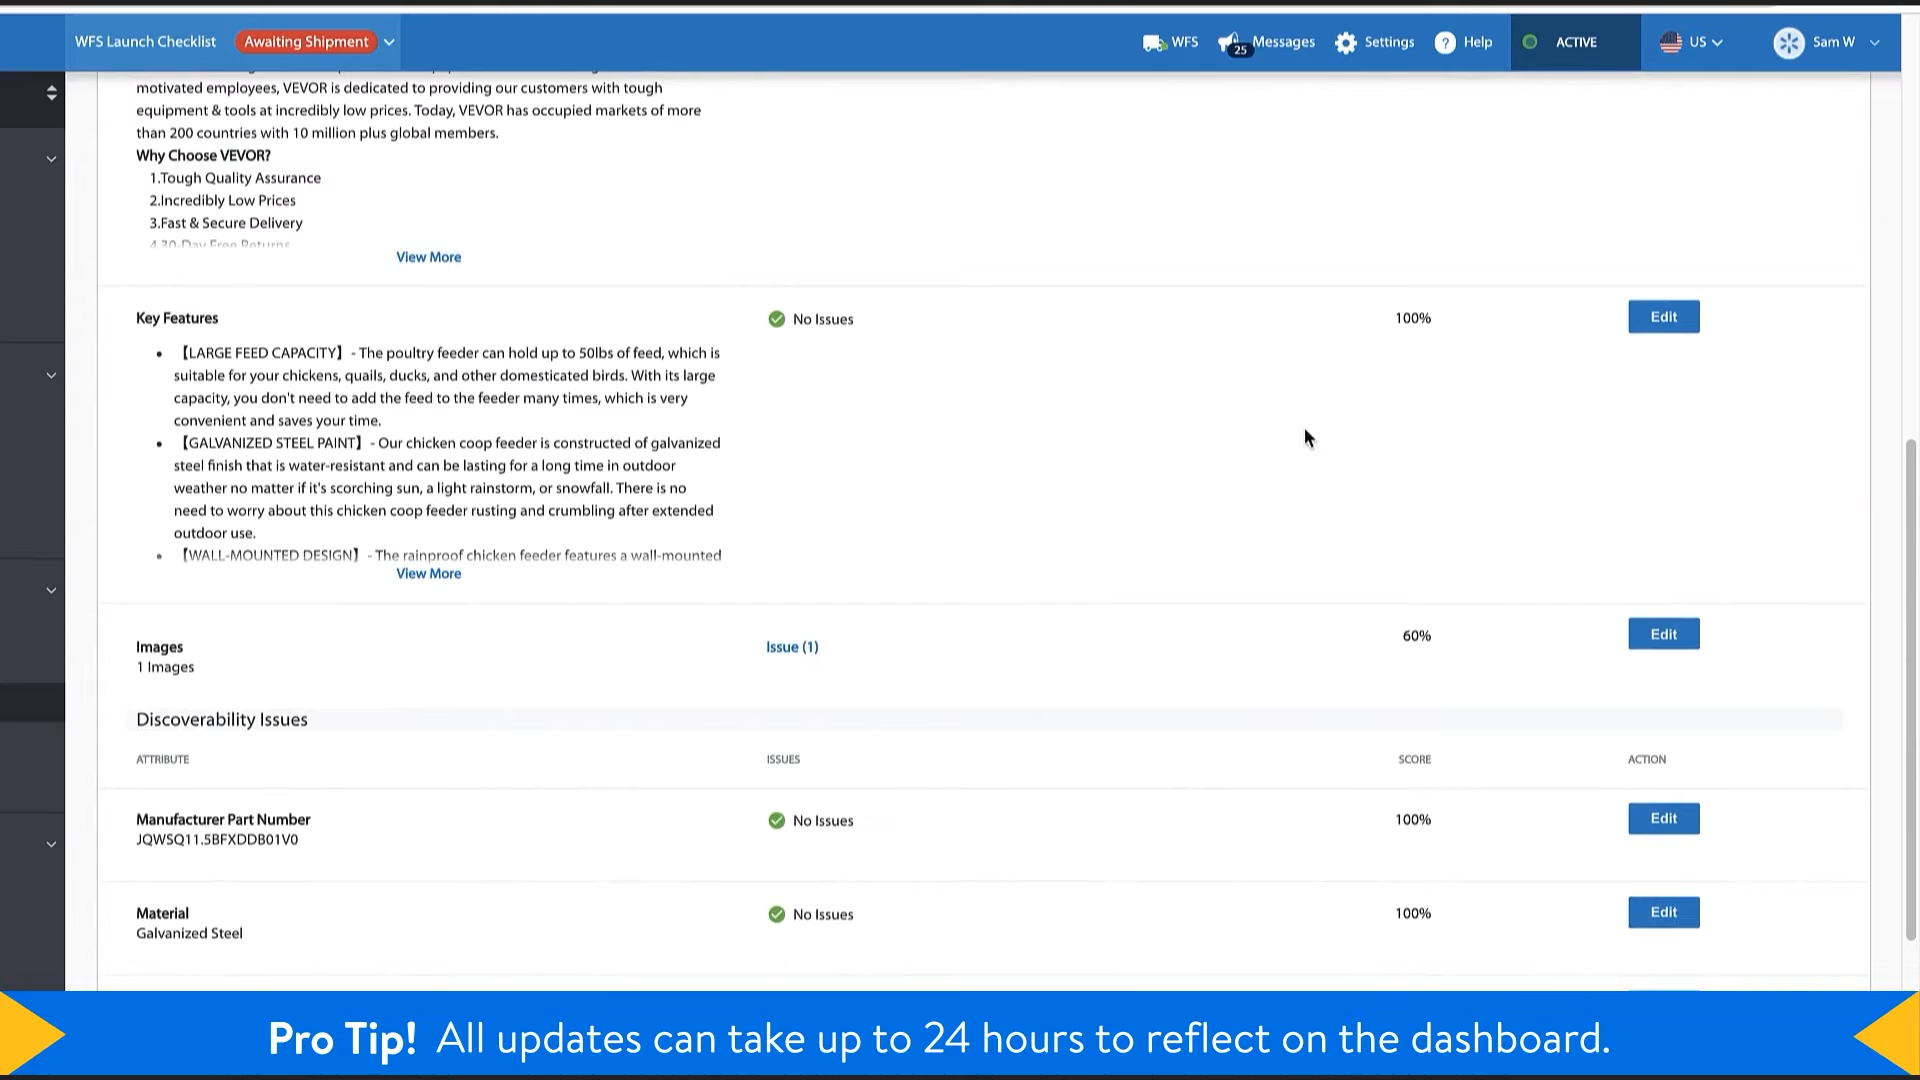 WFS Launch Checklist Awaiting Shipment WFS 25 Messages Settings ? Help ACTIVE US Sam W
motivated employees, VEVOR is dedicated to providing our customers with tough
equipment & tools at incredibly low prices. Today, VEVOR has occupied markets of more
than 200 countries with 10 million plus global members.
Why Choose VEVOR?
1.Tough Quality Assurance
2.Incredibly Low Prices
3.Fast & Secure Delivery
4.30-Day Free Returns
View More
Key Features No Issues 100% Edit
• 【LARGE FEED CAPACITY】 - The poultry feeder can hold up to 50lbs of feed, which is
suitable for your chickens, quails, ducks, and other domesticated birds. With its large
capacity, you don't need to add the feed to the feeder many times, which is very
convenient and saves your time.
• 【GALVANIZED STEEL PAINT】 - Our chicken coop feeder is constructed of galvanized
steel finish that is water-resistant and can be lasting for a long time in outdoor
weather no matter if it's scorching sun, a light rainstorm, or snowfall. There is no
need to worry about this chicken coop feeder rusting and crumbling after extended
outdoor use.
• 【WALL-MOUNTED DESIGN】 - The rainproof chicken feeder features a wall-mounted
View More
Images Issue (1) 60% Edit
1 Images
Discoverability Issues
ATTRIBUTE ISSUES SCORE ACTION
Manufacturer Part Number No Issues 100% Edit
JQWSQ11.5BFXDDB01V0
Material No Issues 100% Edit
Galvanized Steel
Pro Tip! All updates can take up to 24 hours to reflect on the dashboard.